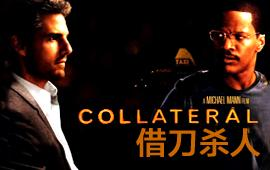 TAXI
A MICHAEL MANN FILM
COLLATERAL
借刀杀人